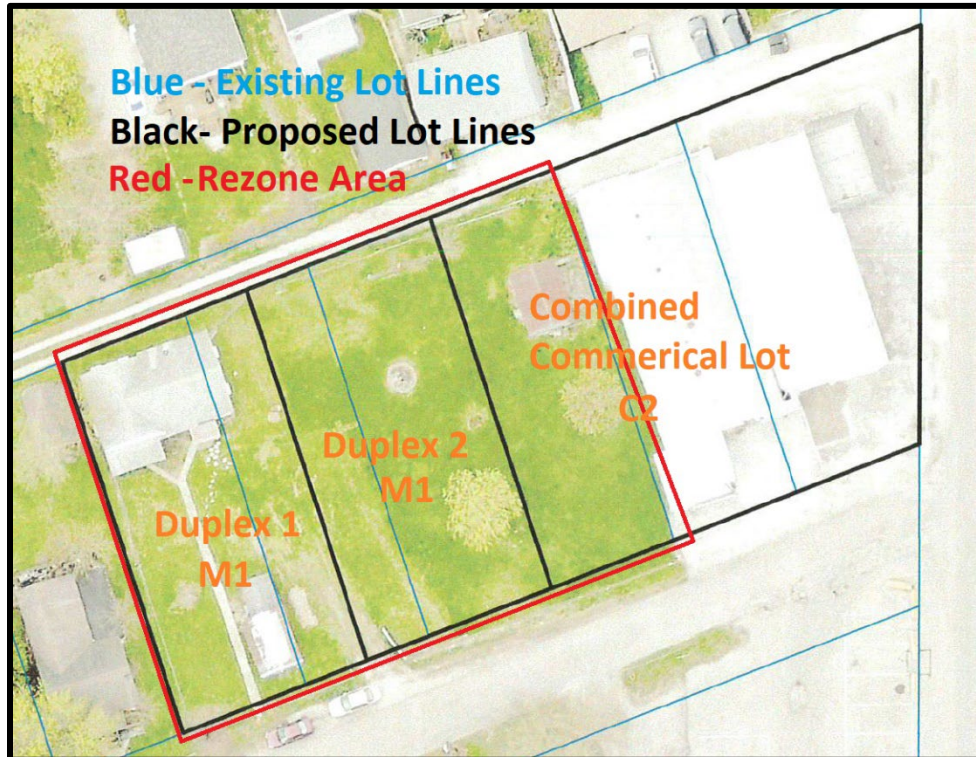 Blue - Existing Lot Lines
Black- Proposed Lot Lines
Red -Rezone Area
Combined
Commerical Lot
C2
Duplex 2
M1
Duplex 1
M1